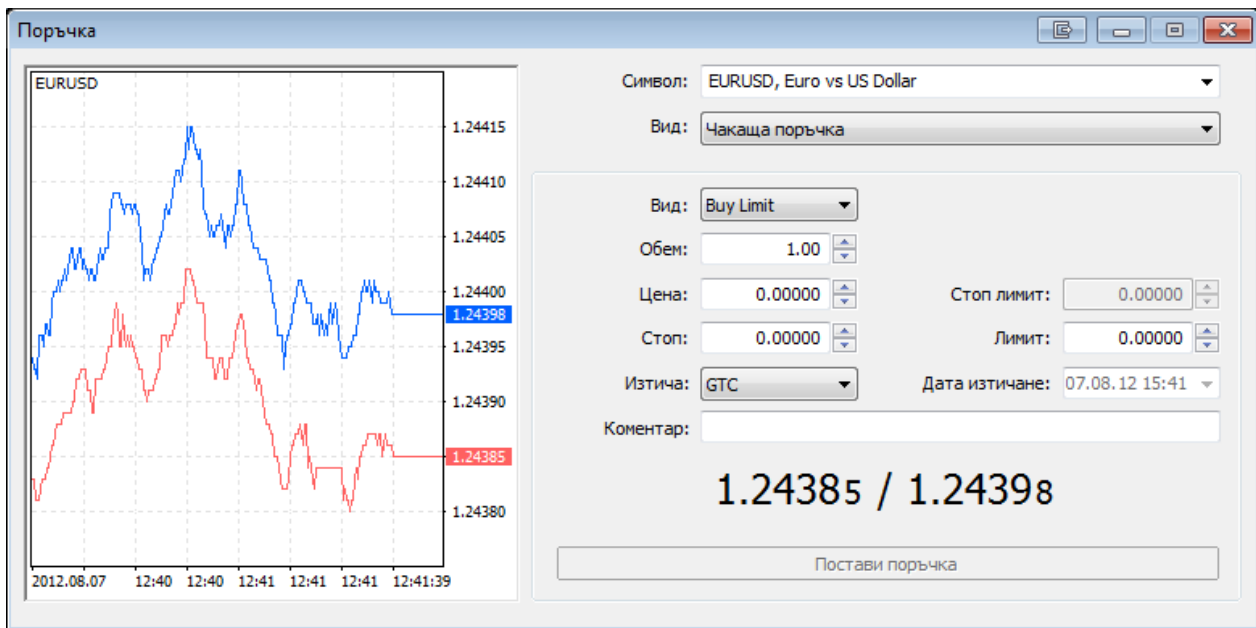 Поръчка
EURUSD
1.24415
1.24410
1.24405
1.24400
1.24398
1.24395
1.24390
1.24385
1.24380
2012.08.07 12:40 12:40 12:41 12:41 12:41 12:41:39
Символ: EURUSD, Euro vs US Dollar
Вид: Чакаща поръчка
Вид: Buy Limit
Обем: 1.00
Цена: 0.00000 Стоп лимит: 0.00000
Стоп: 0.00000 Лимит: 0.00000
Изтича: GTC Дата изтичане: 07.08.12 15:41
Коментар:
1.24385 / 1.24398
Постави поръчка